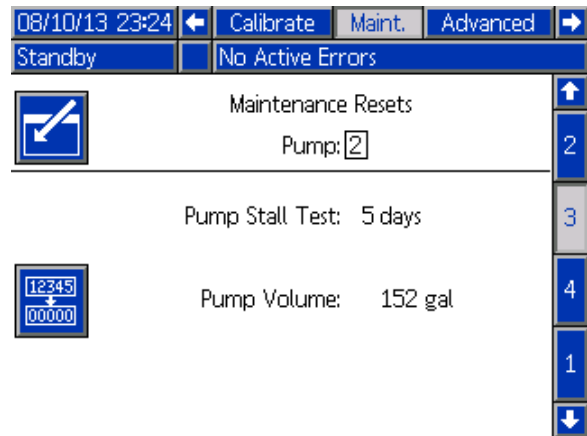 08/10/13 23:24 Calibrate Maint. Advanced
Standby No Active Errors
Maintenance Resets
Pump: 2
2
Pump Stall Test: 5 days
3
12345
00000
Pump Volume: 152 gal
4
1